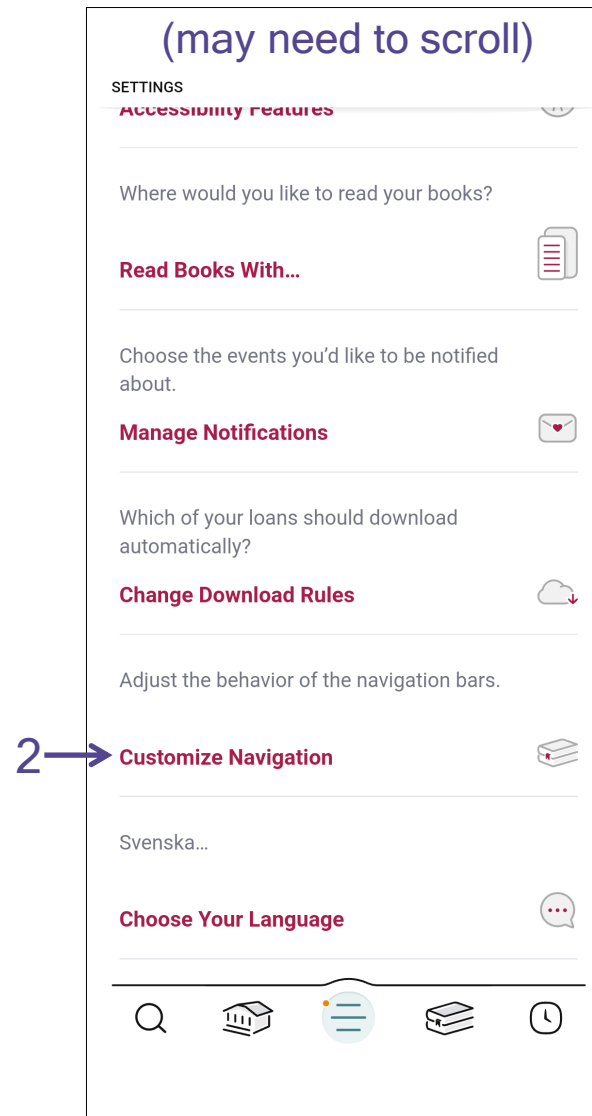 (may need to scroll)
SETTINGS
Accessibility Features
Where would you like to read your books?
Read Books With…
Choose the events you’d like to be notified
about.
Manage Notifications
Which of your loans should download
automatically?
Change Download Rules
Adjust the behavior of the navigation bars.
2
Customize Navigation
Svenska…
Choose Your Language